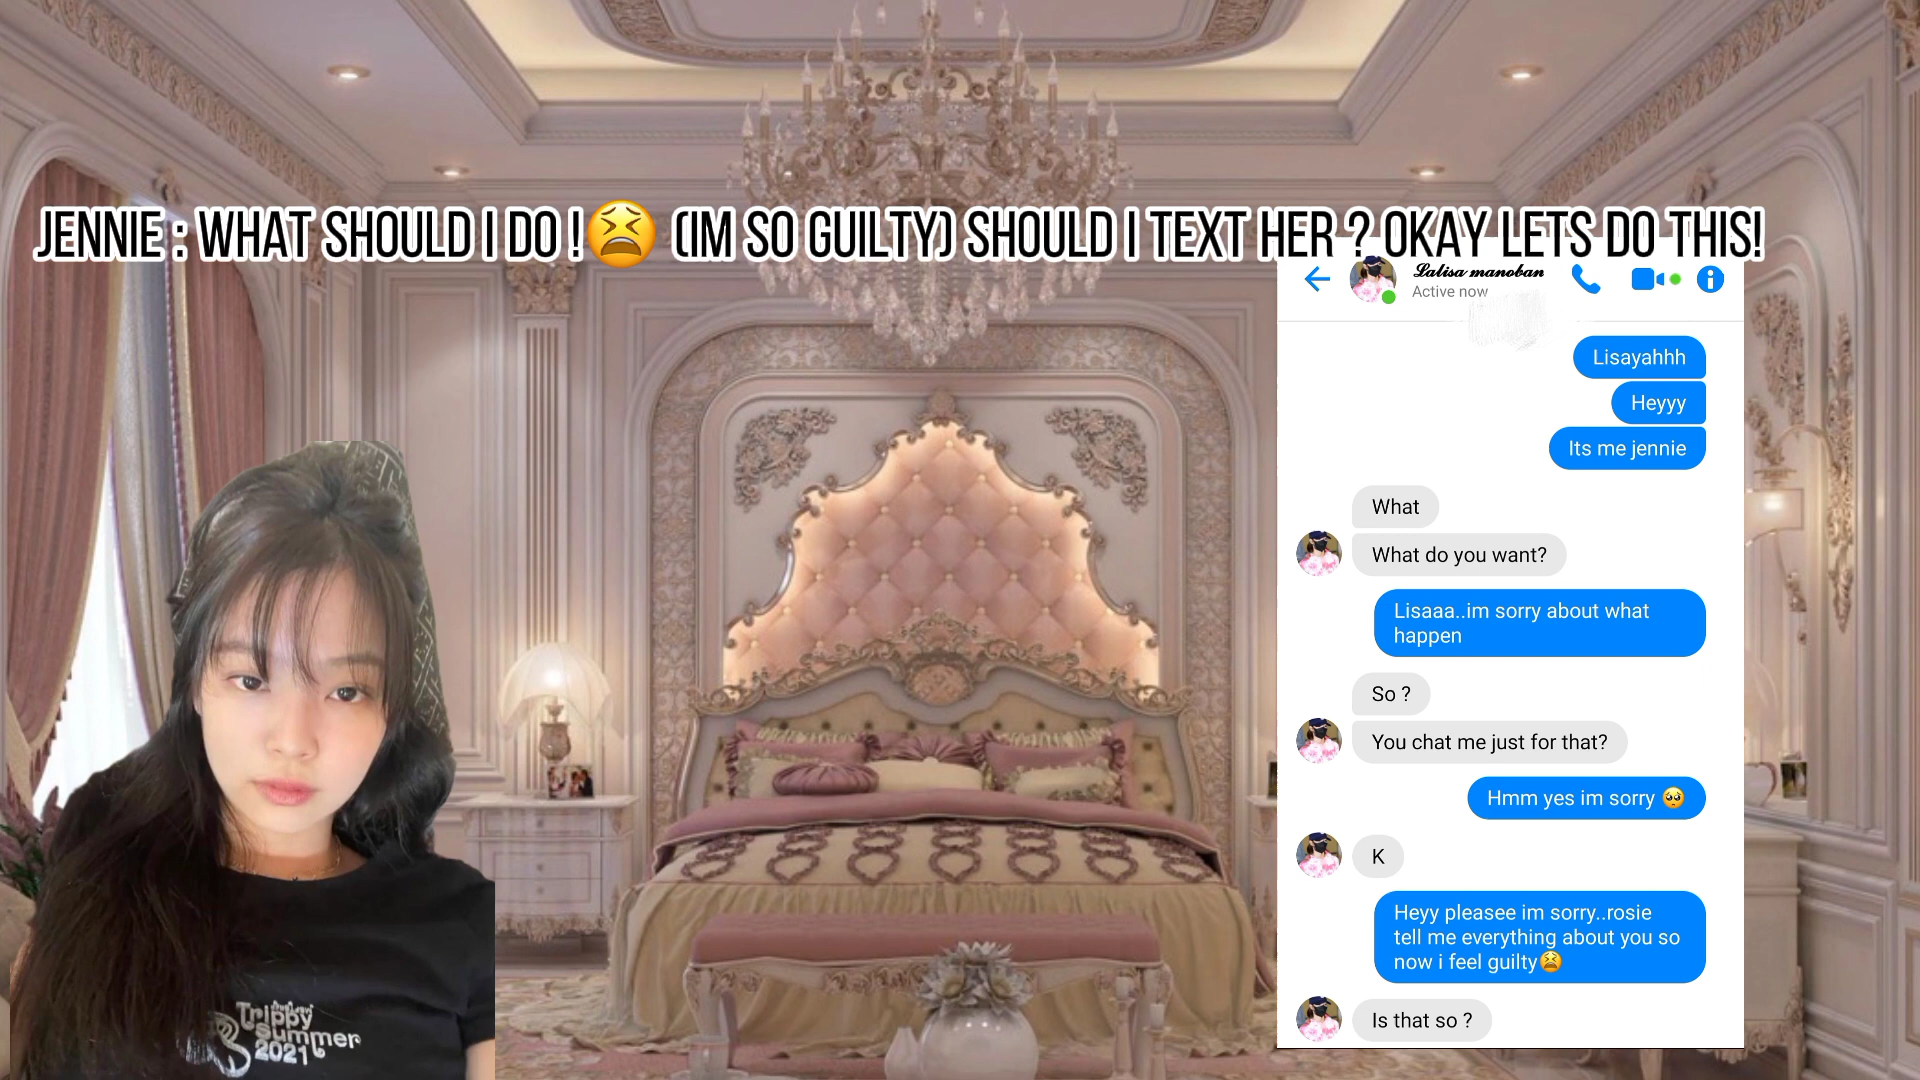 JENNIE : WHAT SHOULD I DO !😫 (IM SO GUILTY) SHOULD I TEXT HER ? OKAY LETS DO THIS!
Lalisa manoban
Active now
Lisayahhh
Heyyy
Its me jennie
What
What do you want?
Lisaaa..im sorry about what
happen
So ?
You chat me just for that?
Hmm yes im sorry 🥺
K
Heyy pleasee im sorry..rosie
tell me everything about you so
now i feel guilty😫
Is that so ?
Trippy
summer
2021